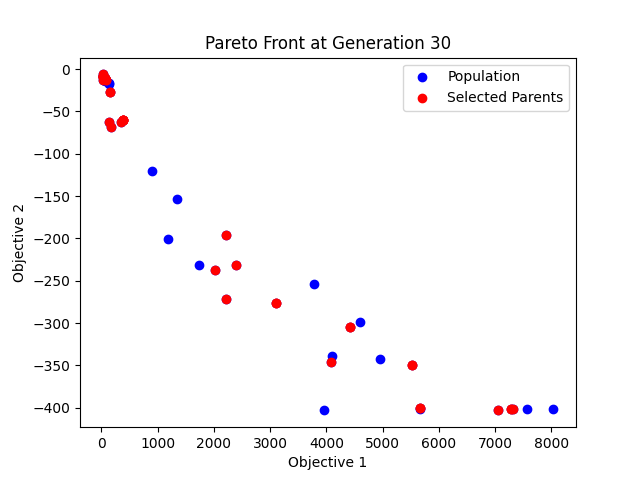 Pareto Front at Generation 30
Population
Selected Parents
0
−50
−100
−150
−200
−250
−300
−350
−400
Objective 2
0 1000 2000 3000 4000 5000 6000 7000 8000
Objective 1